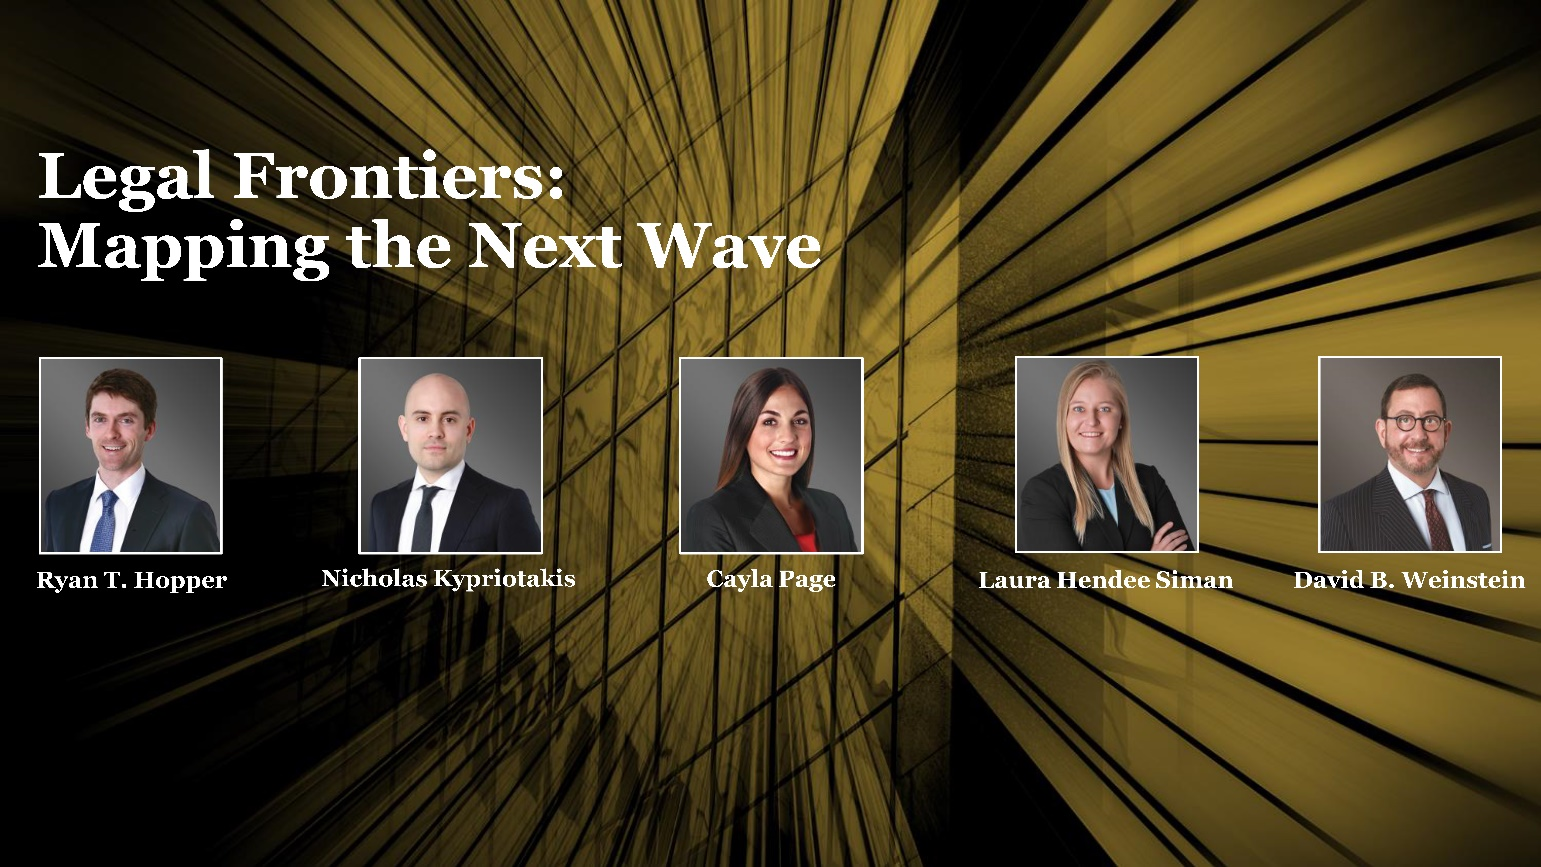 Legal Frontiers:
Mapping the Next Wave
Ryan T. Hopper
Nicholas Kypriotakis
Cayla Page
Laura Hendee Siman
David B. Weinstein